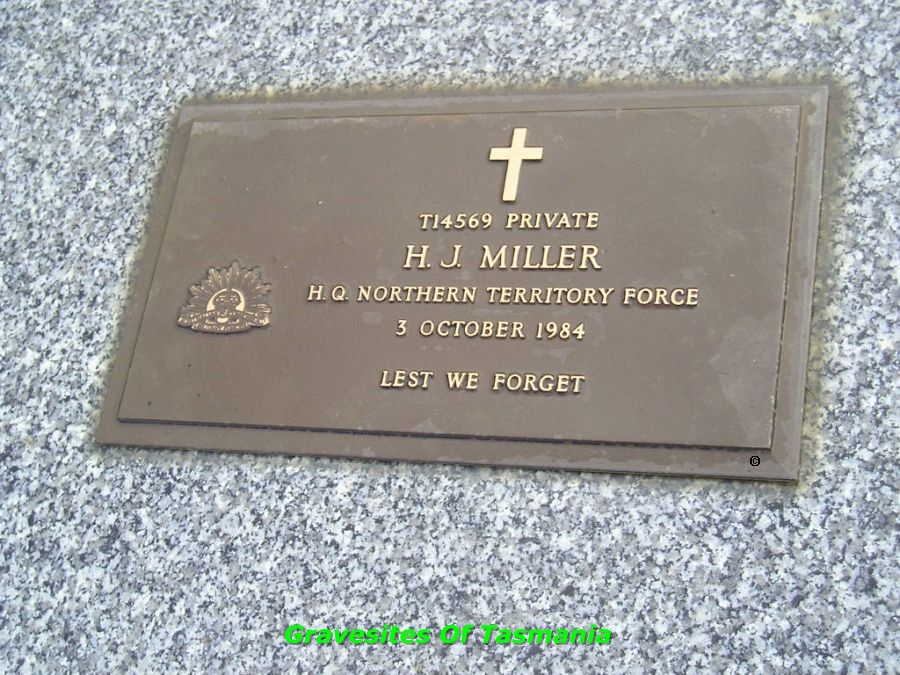 T14569 PRIVATE
H. J. MILLER
H. Q. NORTHERN TERRITORY FORCE
3 OCTOBER 1984
LEST WE FORGET
©
Gravesites Of Tasmania